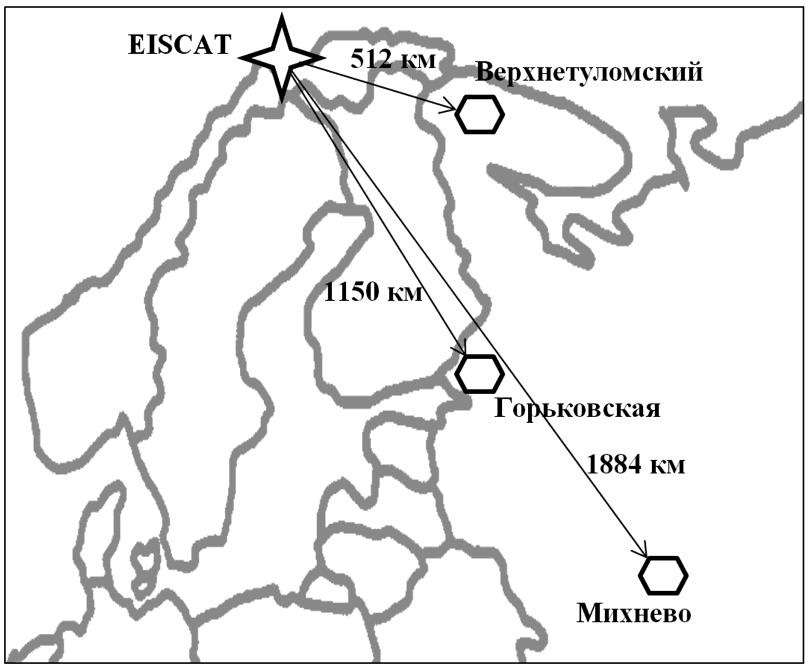 EISCAT
512 км
Верхнетуломский
1150 км
Горьковская
1884 км
Михнево